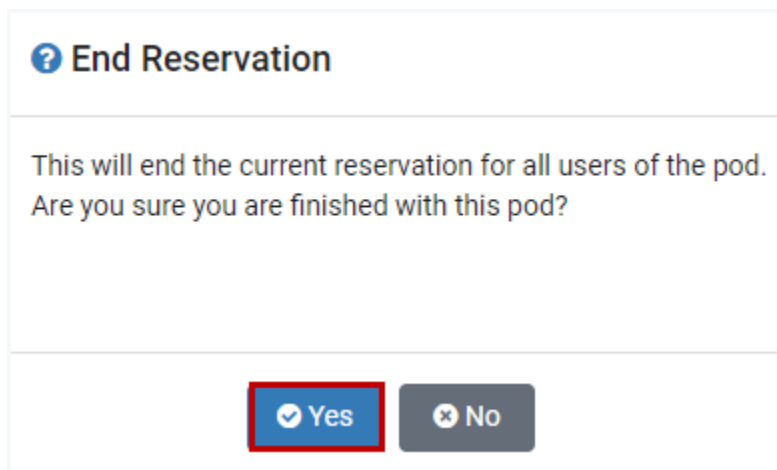 End Reservation
This will end the current reservation for all users of the pod.
Are you sure you are finished with this pod?
Yes
No